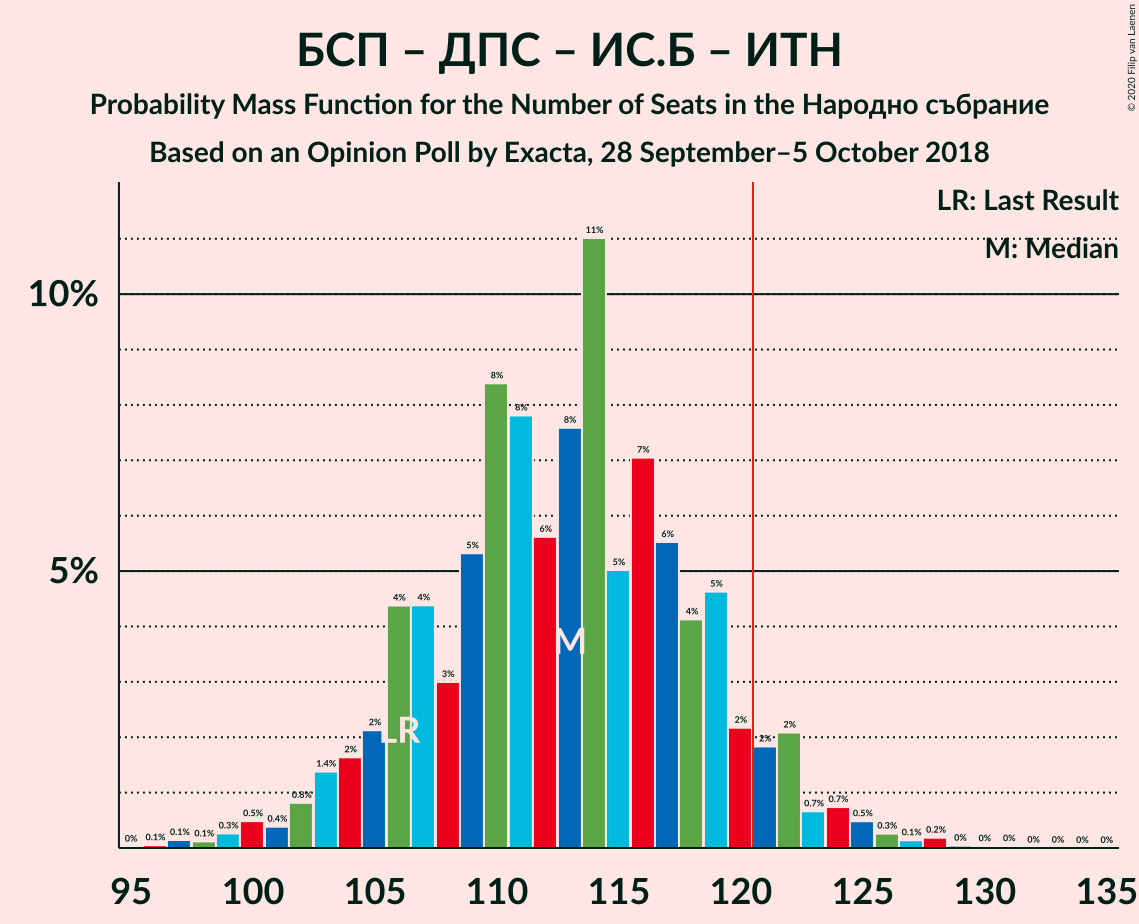 БСП – ДПС – ИС.Б – ИТН
Probability Mass Function for the Number of Seats in the Народно събрание
Based on an Opinion Poll by Exacta, 28 September–5 October 2018
© 2020 Filip van Laenen
LR: Last Result
M: Median
10%
5%
0% 0.1% 0.1% 0.1% 0.3% 0.5% 0.4% 0.8% 1.4% 2% 2% 4% 4% 3% 5% 8% 8% 6% 8% 11% 5% 7% 6% 4% 5% 2% 2% 2% 0.7% 0.7% 0.5% 0.3% 0.1% 0.2% 0% 0% 0% 0% 0% 0% 0%
LR
M
95 100 105 110 115 120 125 130 135